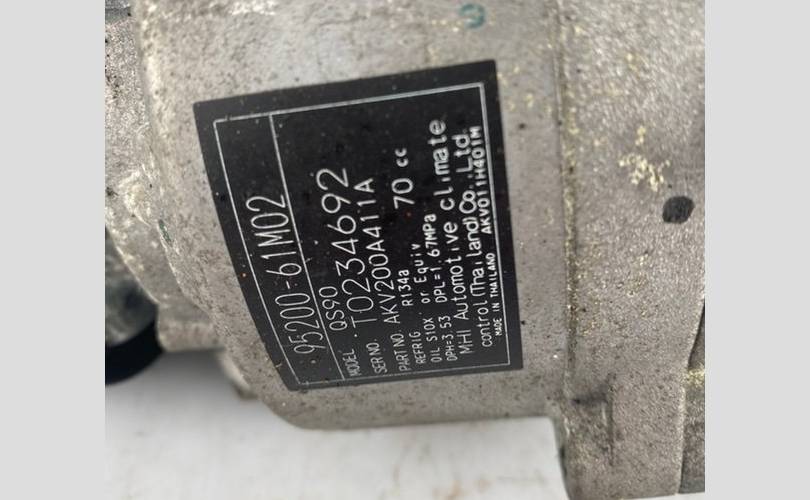 95200-61M02
MODEL QS90
SER NO. T0234692
PART NO. AKV200A411A
REFRIG R134a 70 cc
OIL S10X or Equiv
DPH=3.53 DPL=1.67MPa
MHI Automotive climate
control(Thailand)Co.,Ltd.
MADE IN THAILAND AKV011H401M